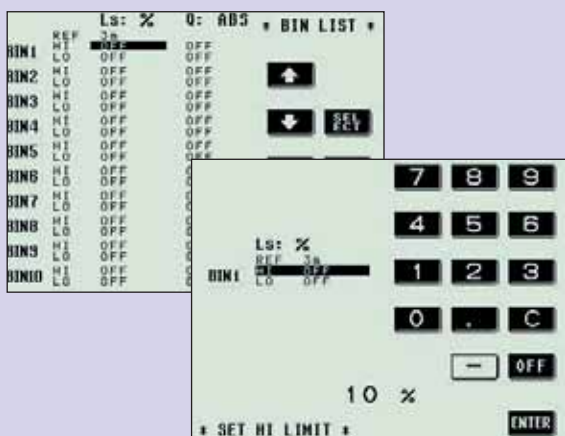 Ls: % Q: ABS * BIN LIST *
REF 3m
BIN1 HI OFF OFF
LO OFF OFF
BIN2 HI OFF OFF
LO OFF OFF
BIN3 HI OFF OFF
LO OFF OFF
BIN4 HI OFF OFF
LO OFF OFF
SELECT
BIN5 HI OFF OFF
LO OFF
BIN6 HI OFF
LO OFF
BIN7 HI OFF
LO OFF
BIN8 HI OFF
LO OFF
BIN9 HI OFF
LO OFF
BIN10 HI OFF
LO OFF
7 8 9
4 5 6
Ls: %
REF 3m
BIN1 HI OFF
LO OFF
1 2 3
0 . C
- OFF
10 %
* SET HI LIMIT *
ENTER